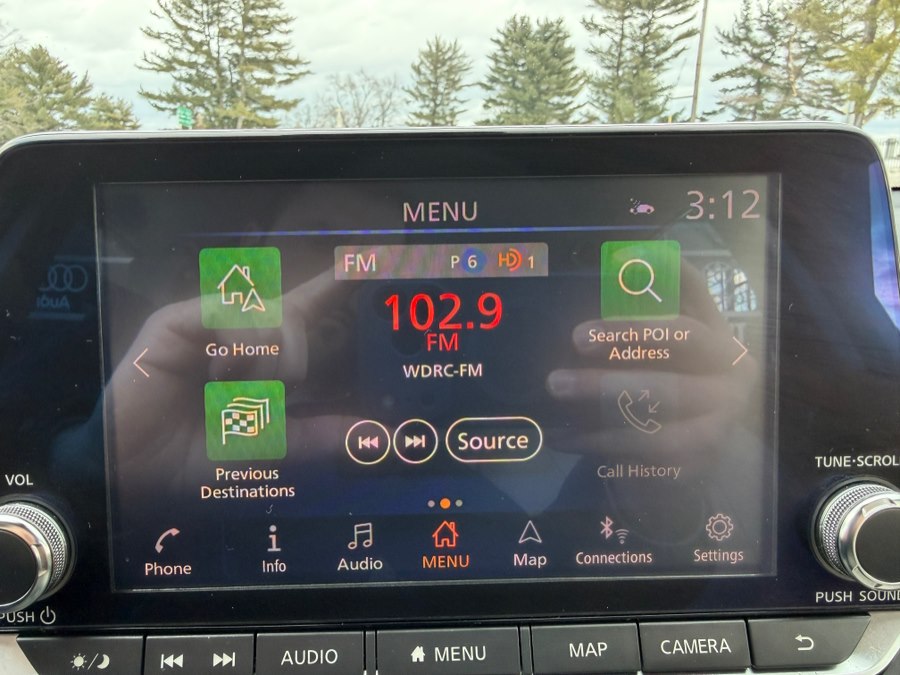 MENU
3:12
FM P 6 HD 1
102.9
FM
WDRC-FM
Go Home
Search POI or
Address
Previous
Destinations
Source
Call History
Phone
Info
Audio
MENU
Map
Connections
Settings
Audi
VOL
PUSH
TUNE·SCROLL
PUSH SOUND
AUDIO
MENU
MAP
CAMERA